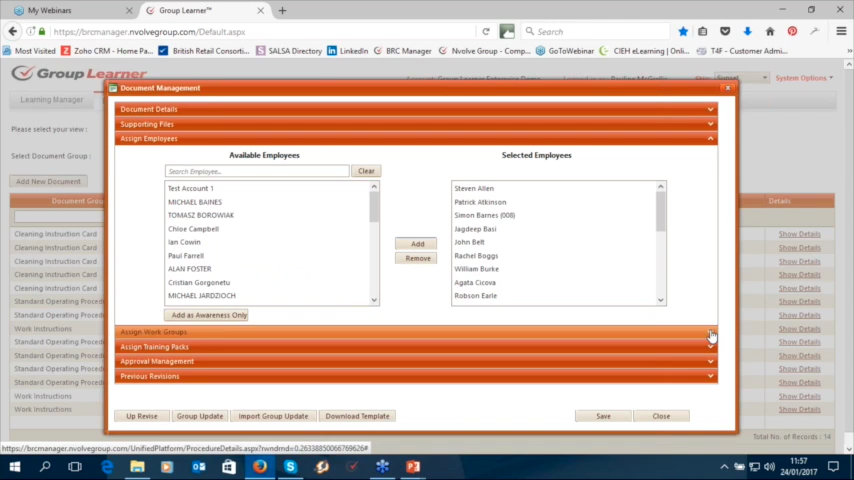 My Webinars
Group Learner™
https://brcmanager.nvolvegroup.com/Default.aspx
Search
Most Visited
Zoho CRM - Home Pa...
British Retail Consorti...
SALSA Directory
LinkedIn
BRC Manager
Nvolve Group - Comp...
GoToWebinar
CIEH eLearning | Onli...
T4F - Customer Admi...
Group Learner
System Options
Learning Manager
Document Management
Please select your view :
Select Document Group :
Add New Document
Document Grou
Details
Cleaning Instruction Card
Show Details
Cleaning Instruction Card
Show Details
Cleaning Instruction Card
Show Details
Cleaning Instruction Card
Show Details
Cleaning Instruction Card
Show Details
Standard Operating Procedu
Show Details
Standard Operating Procedu
Show Details
Work Instructions
Show Details
Standard Operating Procedu
Show Details
Standard Operating Procedu
Show Details
Standard Operating Procedu
Show Details
Standard Operating Procedu
Show Details
Work Instructions
Show Details
Work Instructions
Show Details
Total No. of Records : 14
Document Details
Supporting Files
Assign Employees
Available Employees
Selected Employees
Search Employee...
Clear
Test Account 1
MICHAEL BAINES
TOMASZ BOROWIAK
Chloe Campbell
Ian Cowin
Paul Farrell
ALAN FOSTER
Cristian Gorgonetu
MICHAEL JARDZIOCH
Add
Remove
Steven Allen
Patrick Atkinson
Simon Barnes (008)
Jagdeep Basi
John Belt
Rachel Boggs
William Burke
Agata Cicova
Robson Earle
Add as Awareness Only
Assign Work Groups
Assign Training Packs
Approval Management
Previous Revisions
Up Revise
Group Update
Import Group Update
Download Template
Save
Close
https://brcmanager.nvolvegroup.com/UnifiedPlatform/ProcedureDetails.aspx?rwndmd=0.26338850066769626#
11:57
24/01/2017